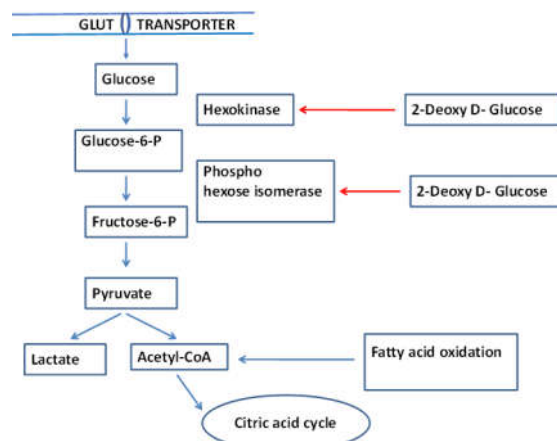 GLUT TRANSPORTER
Glucose
Hexokinase
2-Deoxy D- Glucose
Glucose-6-P
Phospho
hexose isomerase
2-Deoxy D- Glucose
Fructose-6-P
Pyruvate
Lactate
Acetyl-CoA
Fatty acid oxidation
Citric acid cycle